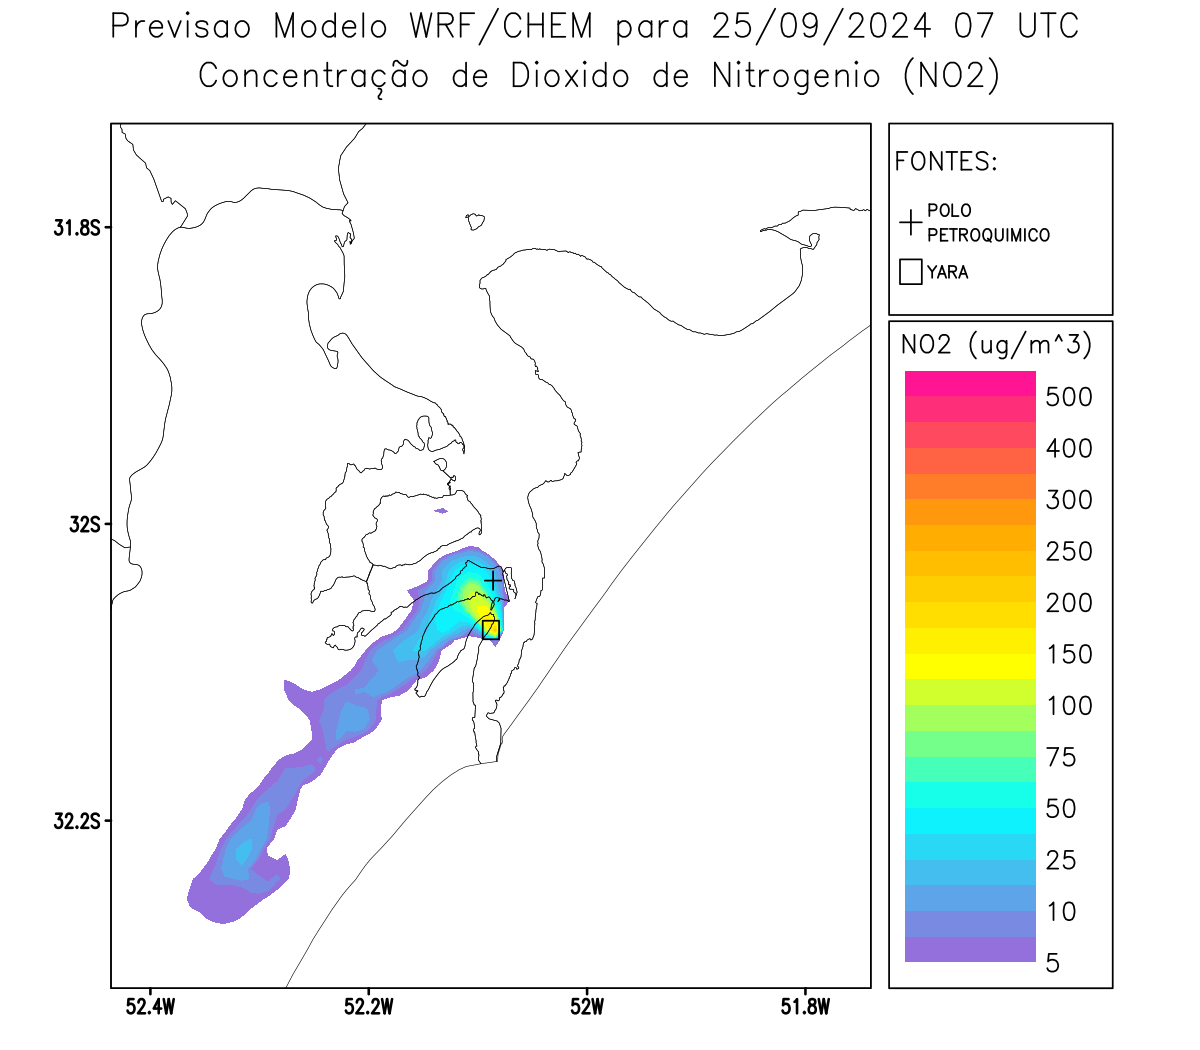 Previsao Modelo WRF/CHEM para 25/09/2024 07 UTC
Concentração de Dioxido de Nitrogenio (NO2)
FONTES:
POLO
PETROQUIMICO
YARA
NO2 (ug/m^3)
500
400
300
250
200
150
100
75
50
25
10
5
31.8S
32S
32.2S
52.4W
52.2W
52W
51.8W